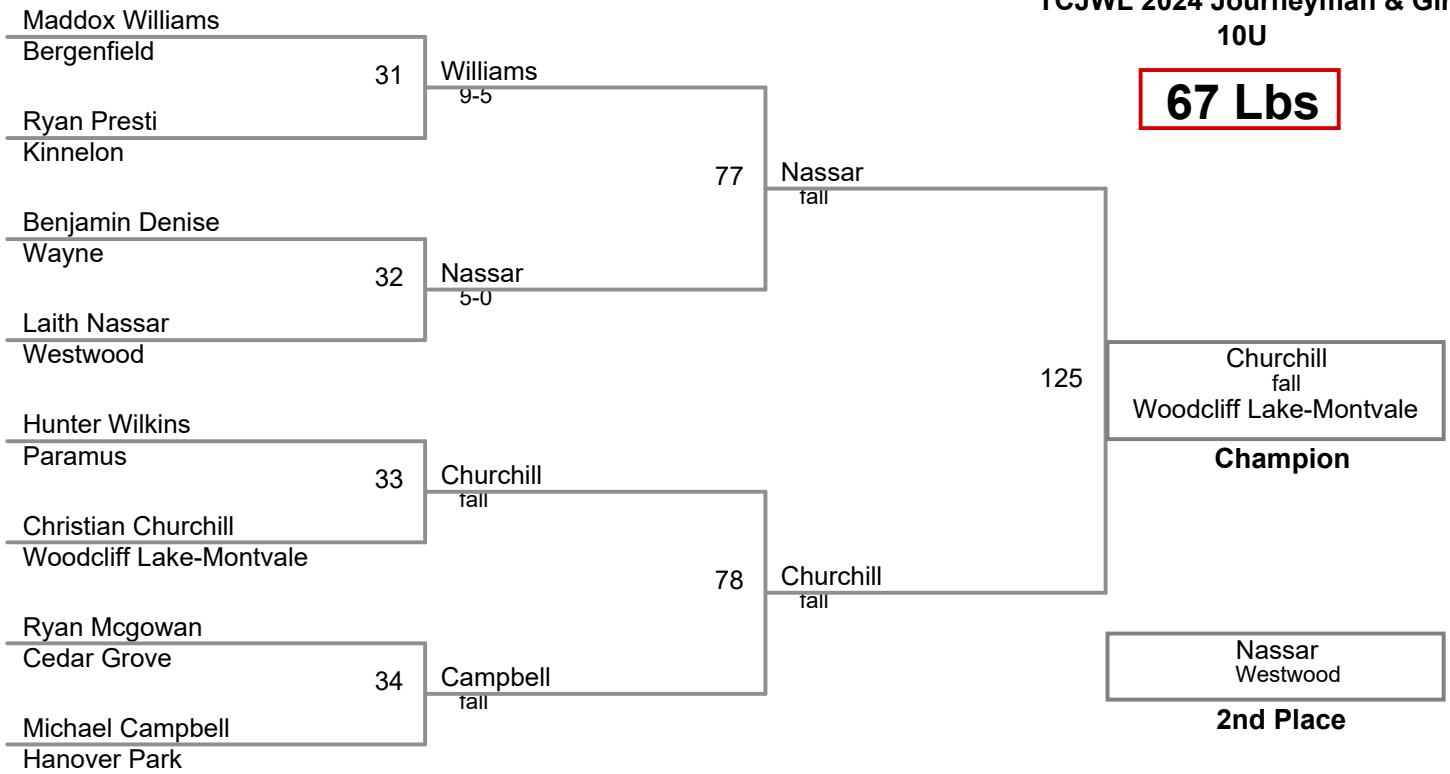 TCJWL 2024 Journeyman &
10U
67 Lbs
Maddox Williams
Bergenfield
31
Williams
9-5
Ryan Presti
Kinnelon
77
Nassar
fall
Benjamin Denise
Wayne
32
Nassar
5-0
Laith Nassar
Westwood
125
Churchill
fall
Woodcliff Lake-Montvale
Champion
Hunter Wilkins
Paramus
33
Churchill
fall
Christian Churchill
Woodcliff Lake-Montvale
78
Churchill
fall
Ryan Mcgowan
Cedar Grove
34
Campbell
fall
Nassar
Westwood
2nd Place
Michael Campbell
Hanover Park